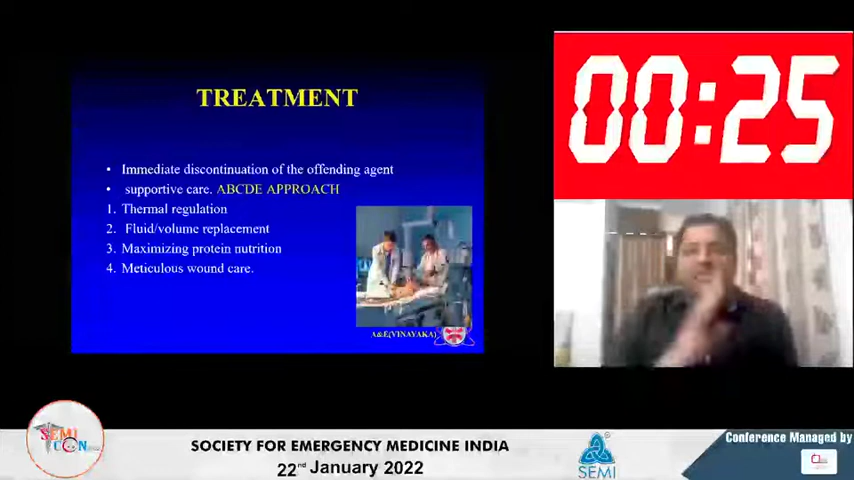 TREATMENT
• Immediate discontinuation of the offending agent
• supportive care. ABCDE APPROACH
1. Thermal regulation
2. Fluid/volume replacement
3. Maximizing protein nutrition
4. Meticulous wound care.
A&E(VINAYAKA)
00:25
SEMI
CON
SOCIETY FOR EMERGENCY MEDICINE INDIA
22nd January 2022
SEMI
Conference Managed by